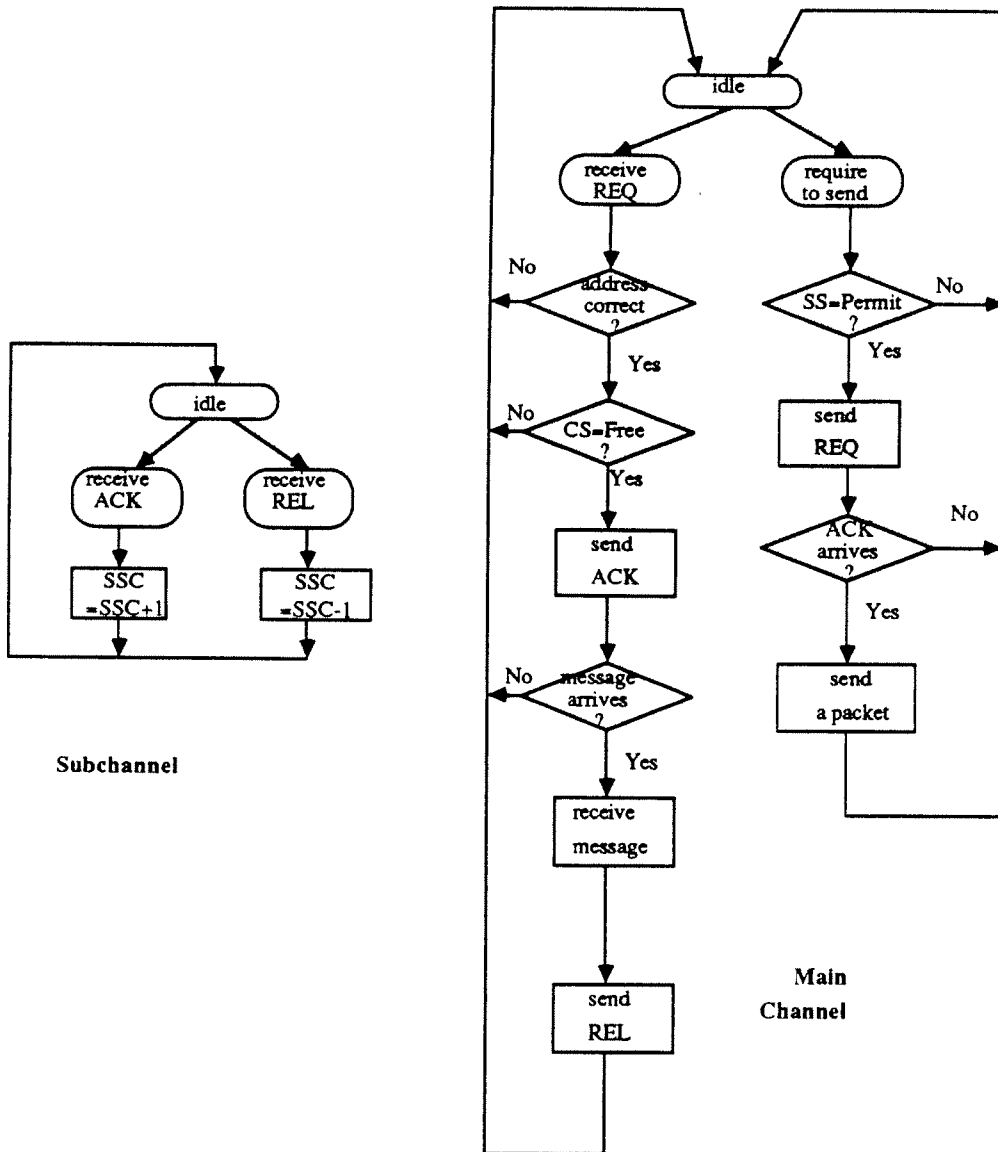 idle
receive
ACK
receive
REL
SSC
=SSC+1
SSC
=SSC-1
Subchannel
idle
receive
REQ
address
correct
?
No
Yes
CS=Free
?
No
Yes
send
ACK
message
arrives
?
No
Yes
receive
message
send
REL
require
to send
SS=Permit
?
No
Yes
send
REQ
ACK
arrives
?
No
Yes
send
a packet
Main
Channel